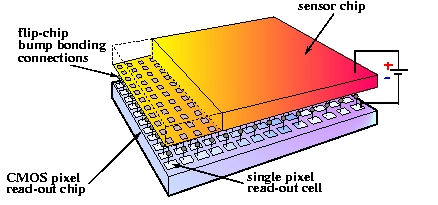 sensor chip
flip-chip
bump bonding
connections
+
-
CMOS pixel
read-out chip
single pixel
read-out cell